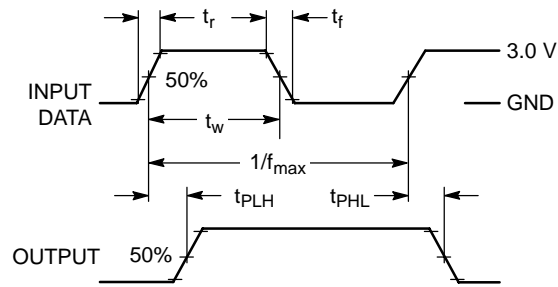 tr
tf
3.0 V
50%
INPUT
DATA
GND
tw
1/fmax
tPLH
tPHL
OUTPUT
50%